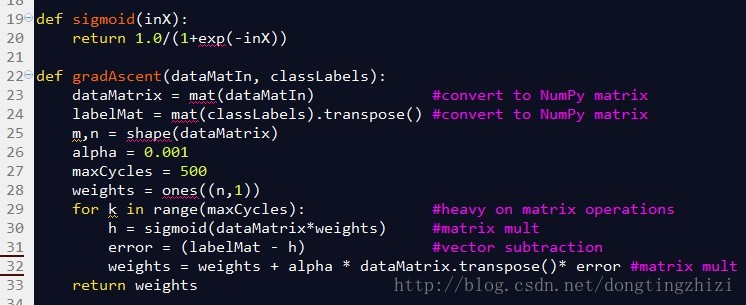 18
19 def sigmoid(inX):
20     return 1.0/(1+exp(-inX))
21
22 def gradAscent(dataMatIn, classLabels):
23     dataMatrix = mat(dataMatIn)             #convert to NumPy matrix
24     labelMat = mat(classLabels).transpose() #convert to NumPy matrix
25     m,n = shape(dataMatrix)
26     alpha = 0.001
27     maxCycles = 500
28     weights = ones((n,1))
29     for k in range(maxCycles):              #heavy on matrix operations
30         h = sigmoid(dataMatrix*weights)     #matrix mult
31         error = (labelMat - h)              #vector subtraction
32         weights = weights + alpha * dataMatrix.transpose()* error #matrix mult
33     return weights
http://blog.csdn.net/dongtingzhizi
34